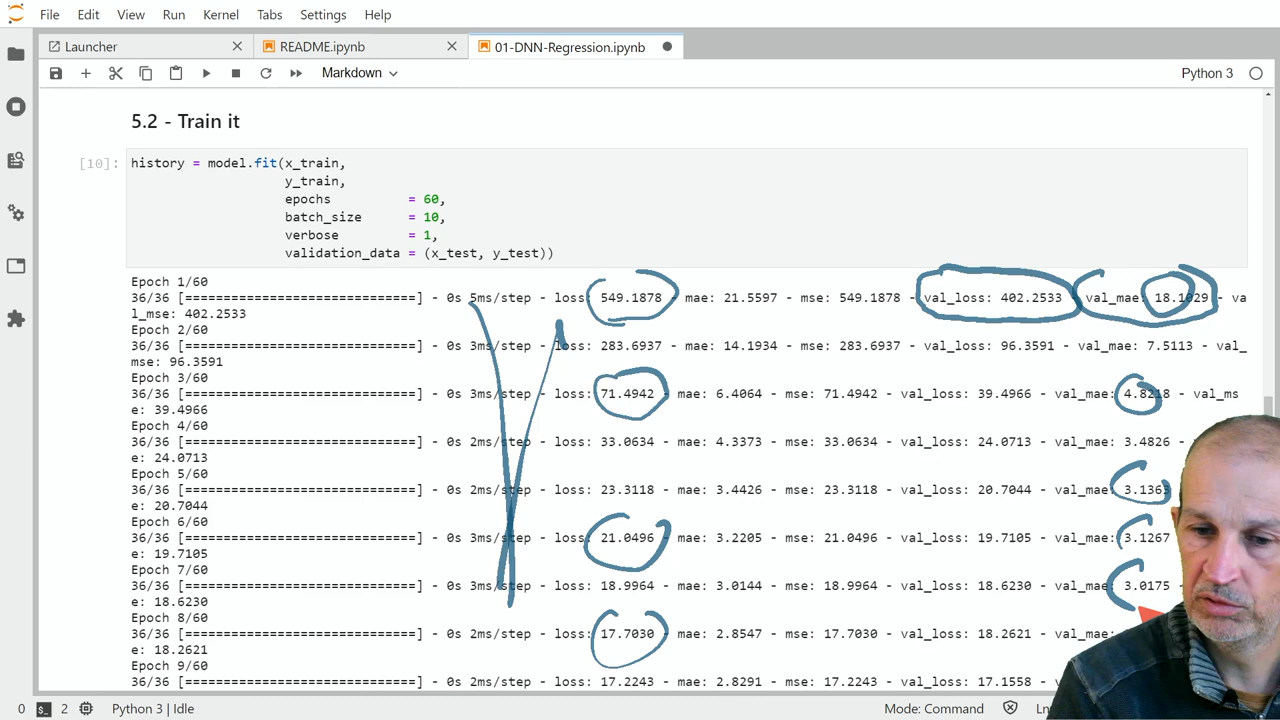 File Edit View Run Kernel Tabs Settings Help
Launcher README.ipynb 01-DNN-Regression.ipynb
Markdown Python 3
5.2 - Train it
[10]: history = model.fit(x_train,
y_train,
epochs = 60,
batch_size = 10,
verbose = 1,
validation_data = (x_test, y_test))
Epoch 1/60
36/36 [==============================] - 0s 5ms/step - loss: 549.1878 - mae: 21.5597 - mse: 549.1878 - val_loss: 402.2533 - val_mae: 18.1029 - va
l_mse: 402.2533
Epoch 2/60
36/36 [==============================] - 0s 3ms/step - loss: 283.6937 - mae: 14.1934 - mse: 283.6937 - val_loss: 96.3591 - val_mae: 7.5113 - val_
mse: 96.3591
Epoch 3/60
36/36 [==============================] - 0s 3ms/step - loss: 71.4942 - mae: 6.4064 - mse: 71.4942 - val_loss: 39.4966 - val_mae: 4.8218 - val_ms
e: 39.4966
Epoch 4/60
36/36 [==============================] - 0s 2ms/step - loss: 33.0634 - mae: 4.3373 - mse: 33.0634 - val_loss: 24.0713 - val_mae: 3.4826 -
e: 24.0713
Epoch 5/60
36/36 [==============================] - 0s 2ms/step - loss: 23.3118 - mae: 3.4426 - mse: 23.3118 - val_loss: 20.7044 - val_mae: 3.1363
e: 20.7044
Epoch 6/60
36/36 [==============================] - 0s 3ms/step - loss: 21.0496 - mae: 3.2205 - mse: 21.0496 - val_loss: 19.7105 - val_mae: 3.1267
e: 19.7105
Epoch 7/60
36/36 [==============================] - 0s 3ms/step - loss: 18.9964 - mae: 3.0144 - mse: 18.9964 - val_loss: 18.6230 - val_mae: 3.0175
e: 18.6230
Epoch 8/60
36/36 [==============================] - 0s 2ms/step - loss: 17.7030 - mae: 2.8547 - mse: 17.7030 - val_loss: 18.2621 - val_mae:
e: 18.2621
Epoch 9/60
36/36 [==============================] - 0s 2ms/step - loss: 17.2243 - mae: 2.8291 - mse: 17.2243 - val_loss: 17.1558 - val
0 2 Python 3 | Idle Mode: Command